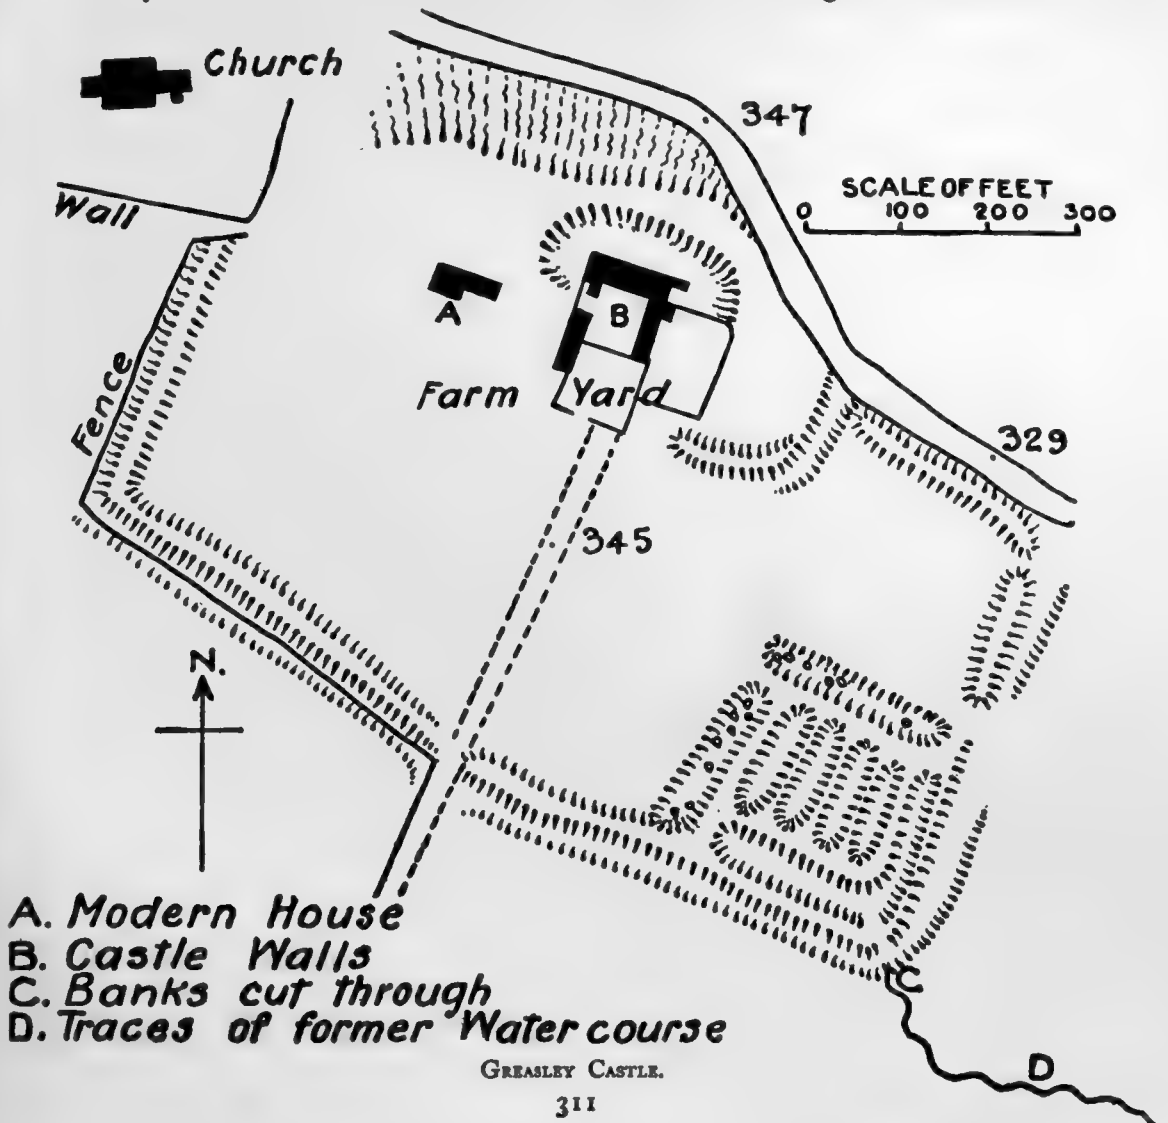 Church
347
SCALE OF FEET
0 100 200 300
Wall
A
B
Fence
Farm Yard
329
345
N.
A. Modern House
B. Castle Walls
C. Banks cut through
D. Traces of former Water course
C
D
GREASLEY CASTLE.
311